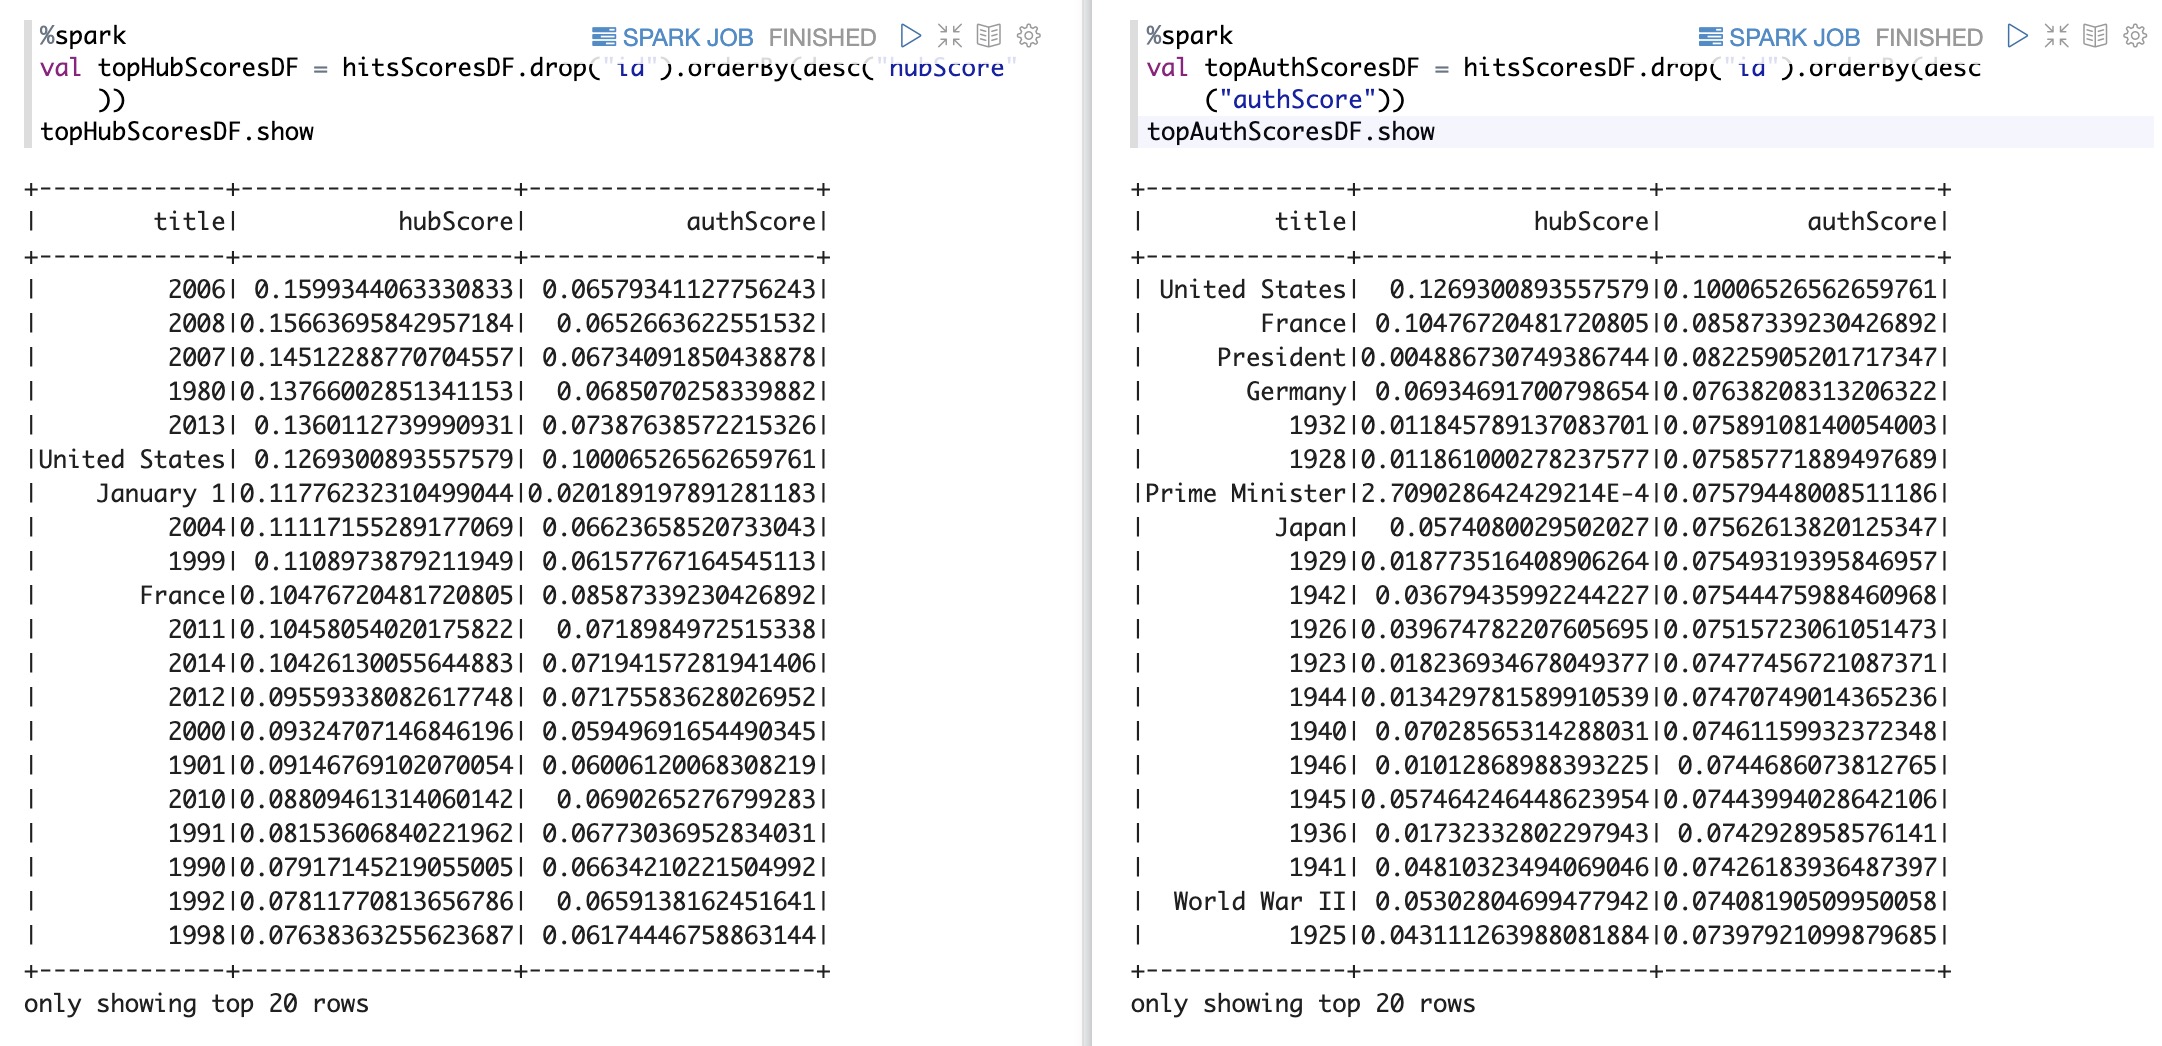 %spark
SPARK JOB FINISHED
val topHubScoresDF = hitsScoresDF.drop("id").orderBy(desc("hubScore"
))
topHubScoresDF.show
+-------------+-------------------+--------------------+
|        title|           hubScore|           authScore|
+-------------+-------------------+--------------------+
|         2006| 0.1599344063330833| 0.06579341127756243|
|         2008|0.15663695842957184|  0.0652663622551532|
|         2007|0.14512288770704557| 0.06734091850438878|
|         1980|0.13766002851341153|  0.0685070258339882|
|         2013| 0.1360112739990931| 0.07387638572215326|
|United States| 0.1269300893557579| 0.10006526562659761|
|    January 1|0.11776232310499044|0.020189197891281183|
|         2004|0.11117155289177069| 0.06623658520733043|
|         1999| 0.1108973879211949| 0.06157767164545113|
|       France|0.10476720481720805| 0.08587339230426892|
|         2011|0.10458054020175822|  0.0718984972515338|
|         2014|0.10426130055644883| 0.07194157281941406|
|         2012|0.09559338082617748| 0.07175583628026952|
|         2000|0.09324707146846196| 0.05949691654490345|
|         1901|0.09146769102070054| 0.06006120068308219|
|         2010|0.08809461314060142|  0.0690265276799283|
|         1991|0.08153606840221962| 0.06773036952834031|
|         1990|0.07917145219055005| 0.06634210221504992|
|         1992|0.07811770813656786|  0.0659138162451641|
|         1998|0.07638363255623687| 0.06174446758863144|
+-------------+-------------------+--------------------+
only showing top 20 rows
%spark
SPARK JOB FINISHED
val topAuthScoresDF = hitsScoresDF.drop("id").orderBy(desc
("authScore"))
topAuthScoresDF.show
+--------------+--------------------+-------------------+
|         title|            hubScore|          authScore|
+--------------+--------------------+-------------------+
| United States|  0.1269300893557579|0.10006526562659761|
|        France| 0.10476720481720805|0.08587339230426892|
|     President|0.004886730749386744|0.08225905201717347|
|       Germany| 0.06934691700798654|0.07638208313206322|
|          1932|0.011845789137083701|0.07589108140054003|
|          1928|0.011861000278237577|0.07585771889497689|
|Prime Minister|2.709028642429214E-4|0.07579448008511186|
|         Japan|  0.0574080029502027|0.07562613820125347|
|          1929|0.018773516408906264|0.07549319395846957|
|          1942| 0.03679435992244227|0.07544475988460968|
|          1926|0.039674782207605695|0.07515723061051473|
|          1923|0.018236934678049377|0.07477456721087371|
|          1944|0.013429781589910539|0.07470749014365236|
|          1940| 0.07028565314288031|0.07461159932372348|
|          1946| 0.01012868988393225| 0.0744686073812765|
|          1945|0.057464246448623954|0.07443994028642106|
|          1936| 0.01732332802297943| 0.0742928958576141|
|          1941| 0.04810323494069046|0.07426183936487397|
|  World War II| 0.05302804699477942|0.07408190509950058|
|          1925|0.043111263988081884|0.07397921099879685|
+--------------+--------------------+-------------------+
only showing top 20 rows